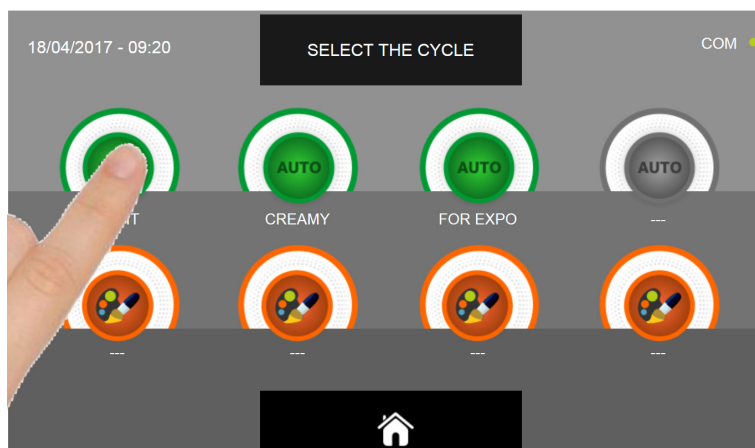 18/04/2017 - 09:20
SELECT THE CYCLE
COM
AUTO
AUTO
AUTO
CREAMY
FOR EXPO
---
---
---
---
---